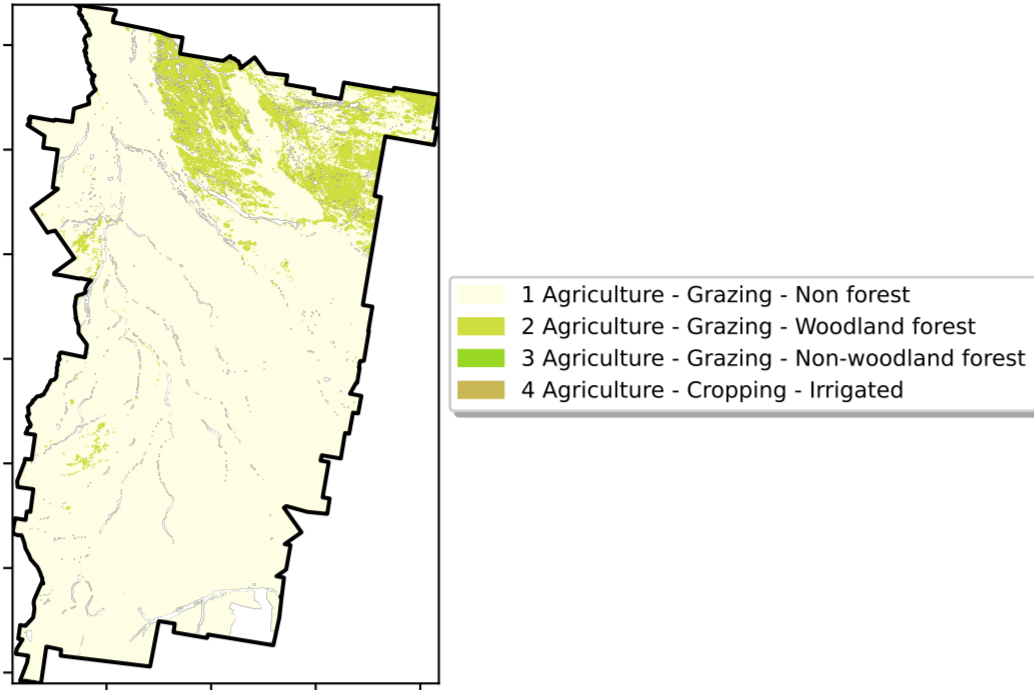 1 Agriculture - Grazing - Non forest
2 Agriculture - Grazing - Woodland forest
3 Agriculture - Grazing - Non-woodland forest
4 Agriculture - Cropping - Irrigated